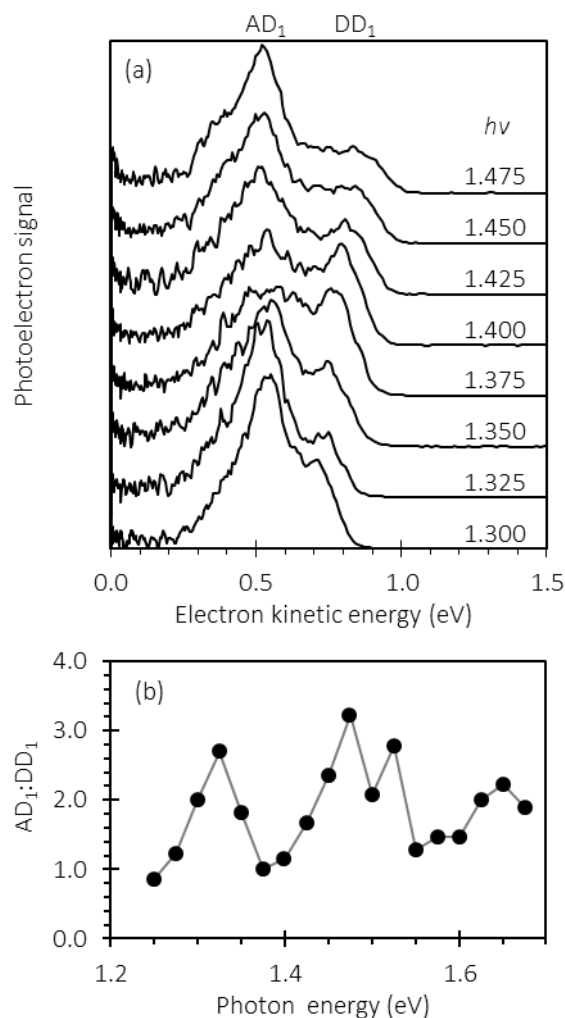 AD₁ DD₁
(a)
hν
1.475
1.450
1.425
1.400
1.375
1.350
1.325
1.300
Photoelectron signal
0.0 0.5 1.0 1.5
Electron kinetic energy (eV)
(b)
4.0
3.0
2.0
1.0
0.0
AD₁:DD₁
1.2 1.4 1.6
Photon energy (eV)